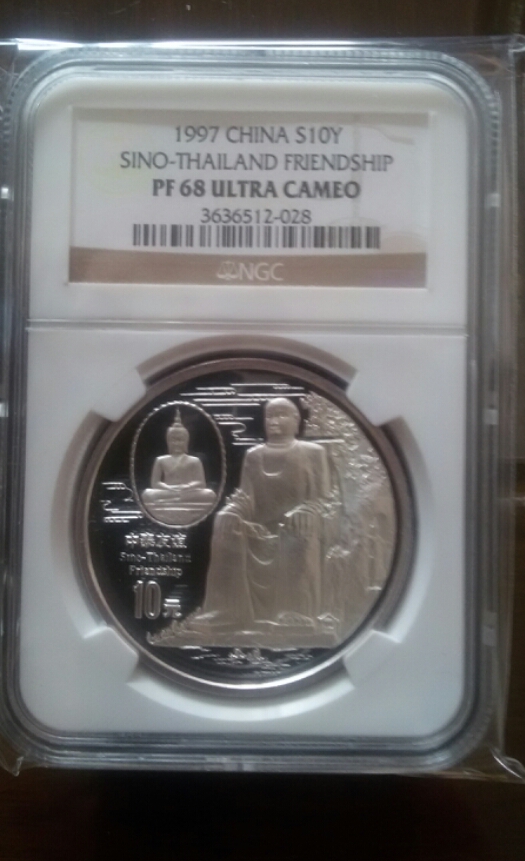 1997 CHINA S10Y
SINO-THAILAND FRIENDSHIP
PF 68 ULTRA CAMEO
3636512-028
NGC
中泰友谊
Sino-Thailand
Friendship
10元